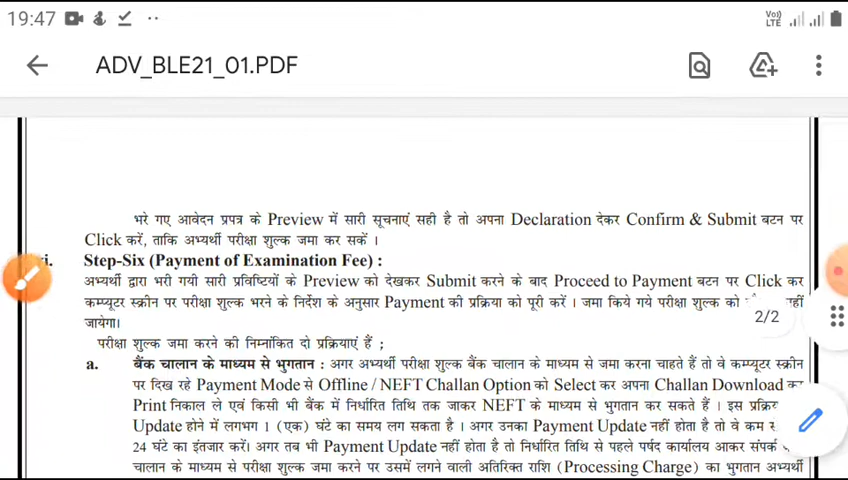 19:47
Vo)) LTE
ADV_BLE21_01.PDF
भरे गए आवेदन प्रपत्र के Preview में सारी सूचनाएं सही है तो अपना Declaration देकर Confirm & Submit बटन पर
Click करें, ताकि अभ्यर्थी परीक्षा शुल्क जमा कर सकें ।
Step-Six (Payment of Examination Fee) :
अभ्यर्थी द्वारा भरी गयी सारी प्रविष्टियों के Preview को देखकर Submit करने के बाद Proceed to Payment बटन पर Click कर
कम्प्यूटर स्क्रीन पर परीक्षा शुल्क भरने के निर्देश के अनुसार Payment की प्रक्रिया को पूरी करें । जमा किये गये परीक्षा शुल्क को
2/2
जायेगा।
परीक्षा शुल्क जमा करने की निम्नांकित दो प्रक्रियाएं हैं ;
a. बैंक चालान के माध्यम से भुगतान : अगर अभ्यर्थी परीक्षा शुल्क बैंक चालान के माध्यम से जमा करना चाहते हैं तो वे कम्प्यूटर स्क्रीन
पर दिख रहे Payment Mode से Offline / NEFT Challan Option को Select कर अपना Challan Download
Print निकाल ले एवं किसी भी बैंक में निर्धारित तिथि तक जाकर NEFT के माध्यम से भुगतान कर सकते हैं । इस
Update होने में लगभग 1 (एक) घंटे का समय लग सकता है । अगर उनका Payment Update नहीं होता है तो वे कम
24 घंटे का इंतजार करें। अगर तब भी Payment Update नहीं होता है तो निर्धारित तिथि से पहले पर्षद कार्यालय आकर संपर्क
चालान के माध्यम से परीक्षा शुल्क जमा करने पर उसमें लगने वाली अतिरिक्त राशि (Processing Charge) का भुगतान अभ्यर्थी